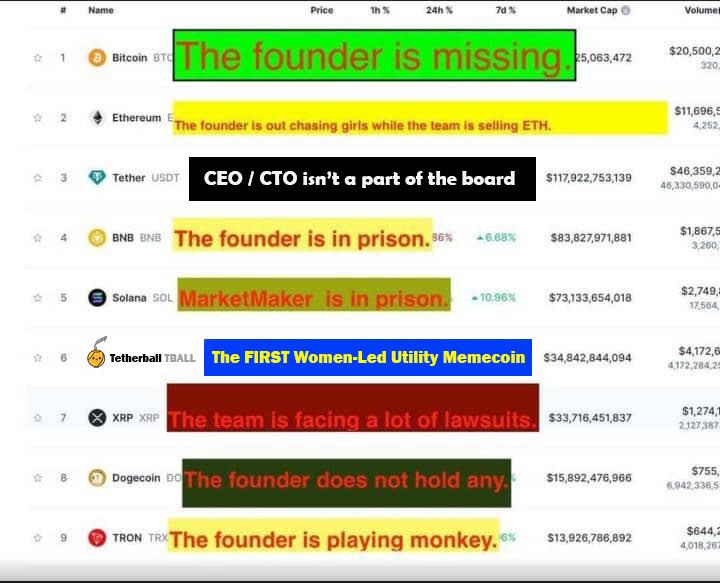 # Name Price 1h % 24h % 7d % Market Cap Volume
1 Bitcoin BTC The founder is missing. 25,063,472 $20,500,2
320,
2 Ethereum E The founder is out chasing girls while the team is selling ETH. $11,696,5
4,252,
3 Tether USDT CEO / CTO isn't a part of the board $117,922,753,139 $46,359,2
46,330,590,0
4 BNB BNB The founder is in prison. 86% 6.68% $83,827,971,881 $1,867,5
3,260,
5 Solana SOL MarketMaker is in prison. 10.96% $73,133,654,018 $2,749,
17,564,
6 Tetherball TBALL The FIRST Women-Led Utility Memecoin $34,842,844,094 $4,172,6
4,172,284,25
7 XRP XRP The team is facing a lot of lawsuits. $33,716,451,837 $1,274,1
2,127,387
8 Dogecoin DO The founder does not hold any. $15,892,476,966 $755,
6,942,336,5
9 TRON TRX The founder is playing monkey. 6% $13,926,786,892 $644,2
4,018,267